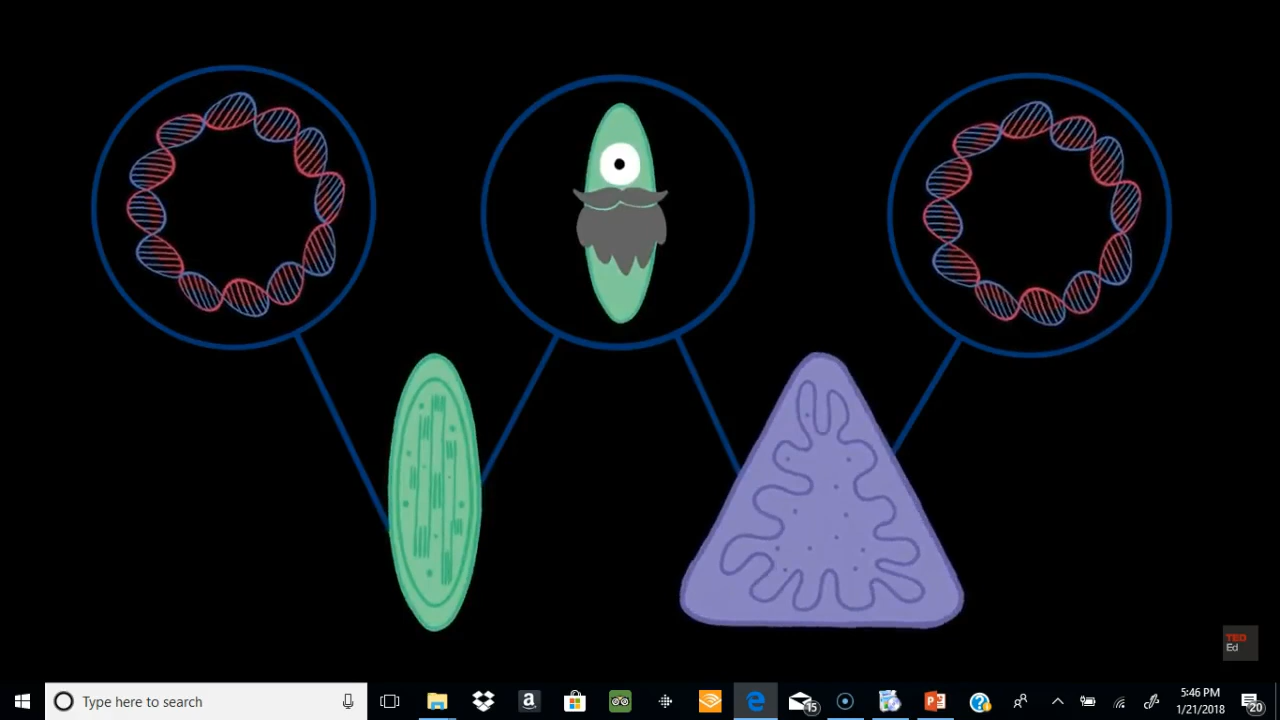 TED
Ed
Type here to search
a
e
15
P
?
5:46 PM
1/21/2018
20